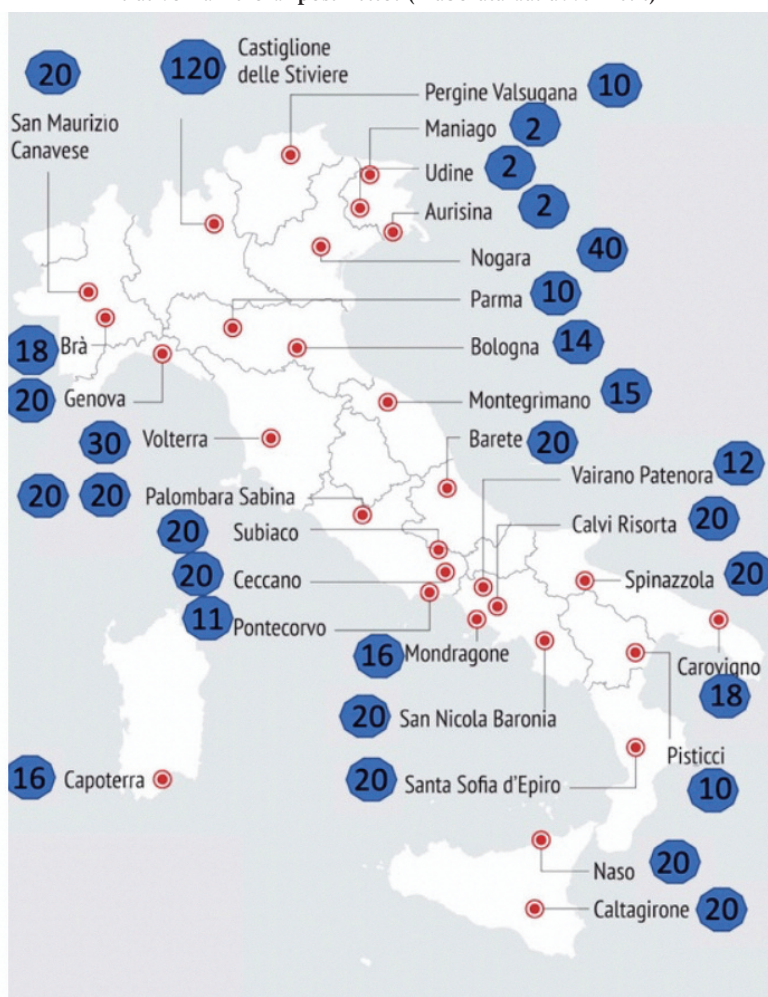 20
120
Castiglione
delle Stiviere
Pergine Valsugana 10
San Maurizio
Canavese
Maniago 2
Udine 2
Aurisina 2
Nogara 40
Parma 10
18 Brà
Bologna 14
20 Genova
Montegrimano 15
30 Volterra
Barete 20
Vairano Patenora 12
20 20 Palombara Sabina
Calvi Risorta 20
20 Subiaco
20 Ceccano
Spinazzola 20
11 Pontecorvo
16 Mondragone
Carovigno
18
20 San Nicola Baronia
Pisticci
10
16 Capoterra
20 Santa Sofia d'Epiro
Naso 20
Caltagirone 20